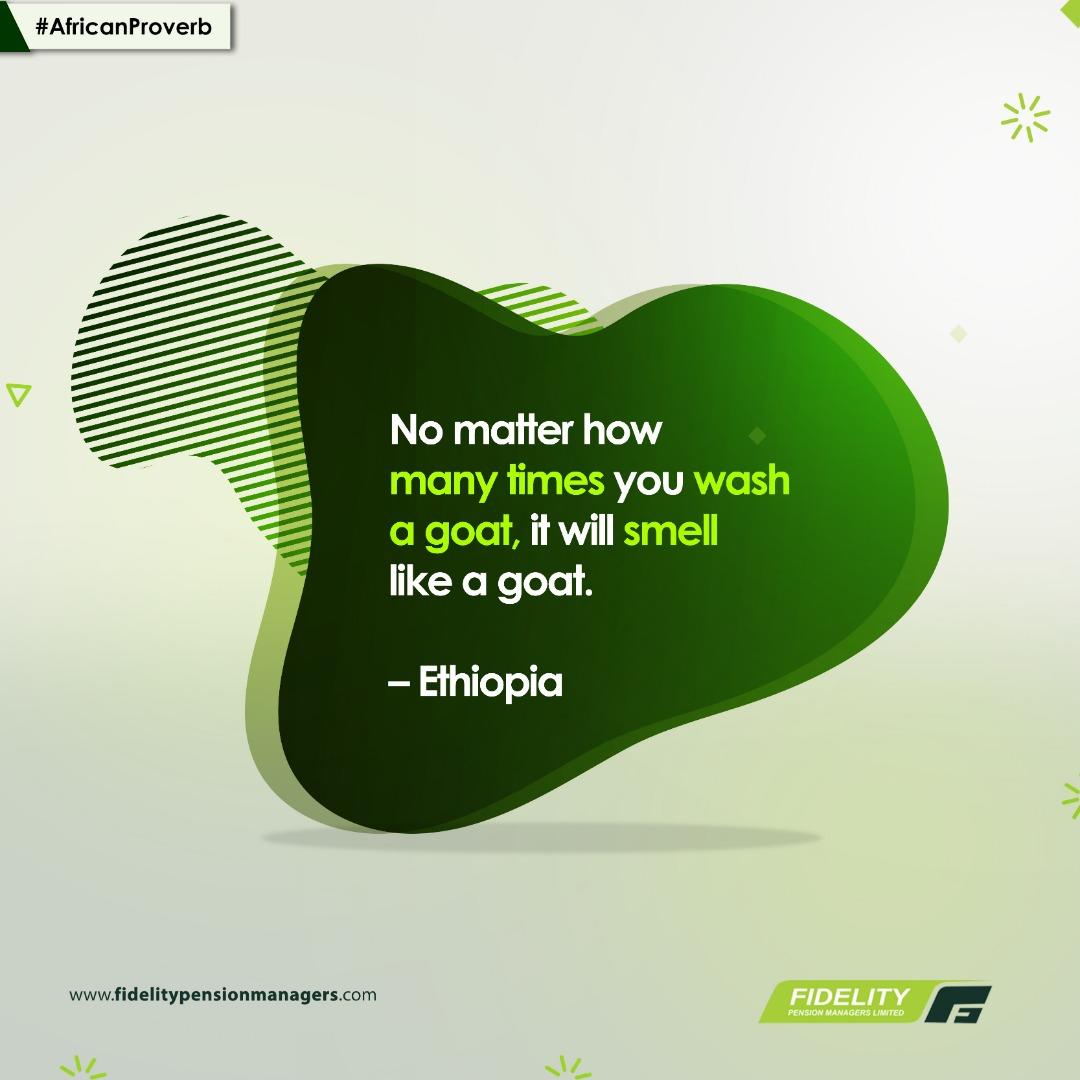 #AfricanProverb
No matter how
many times you wash
a goat, it will smell
like a goat.
– Ethiopia
www.fidelitypensionmanagers.com
FIDELITY
PENSION MANAGERS LIMITED